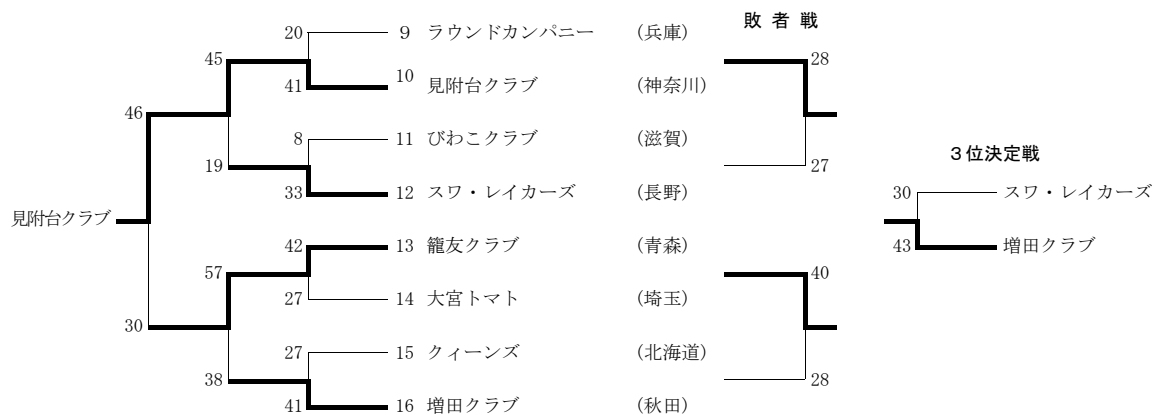 敗者戦
20 9 ラウンドカンパニー (兵庫)
45 28
10
41 見附台クラブ (神奈川)
46
8 11 びわこクラブ (滋賀)
3位決定戦
19 27
33 12 スワ・レイカーズ (長野) 30 スワ・レイカーズ
見附台クラブ
42 13 籠友クラブ (青森) 43 増田クラブ
57 40
27 14 大宮トマト (埼玉)
30
27 15 クィーンズ (北海道)
38 28
41 16 増田クラブ (秋田)